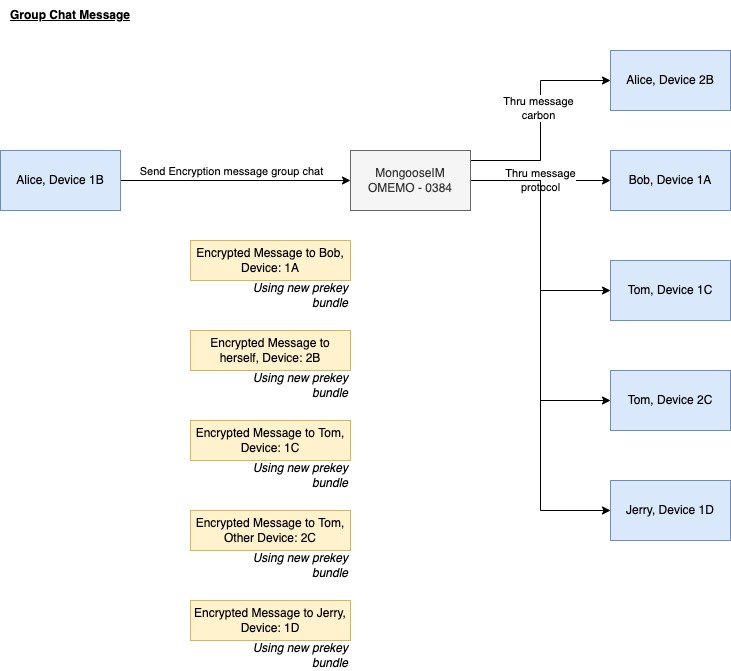 Group Chat Message
Alice, Device 2B
Thru message
carbon
Alice, Device 1B
Send Encryption message group chat
MongooseIM
OMEMO - 0384
Thru message
protocol
Bob, Device 1A
Encrypted Message to Bob,
Device: 1A
Using new prekey
bundle
Tom, Device 1C
Encrypted Message to
herself, Device: 2B
Using new prekey
bundle
Tom, Device 2C
Encrypted Message to Tom,
Device: 1C
Using new prekey
bundle
Jerry, Device 1D
Encrypted Message to Tom,
Other Device: 2C
Using new prekey
bundle
Encrypted Message to Jerry,
Device: 1D
Using new prekey
bundle